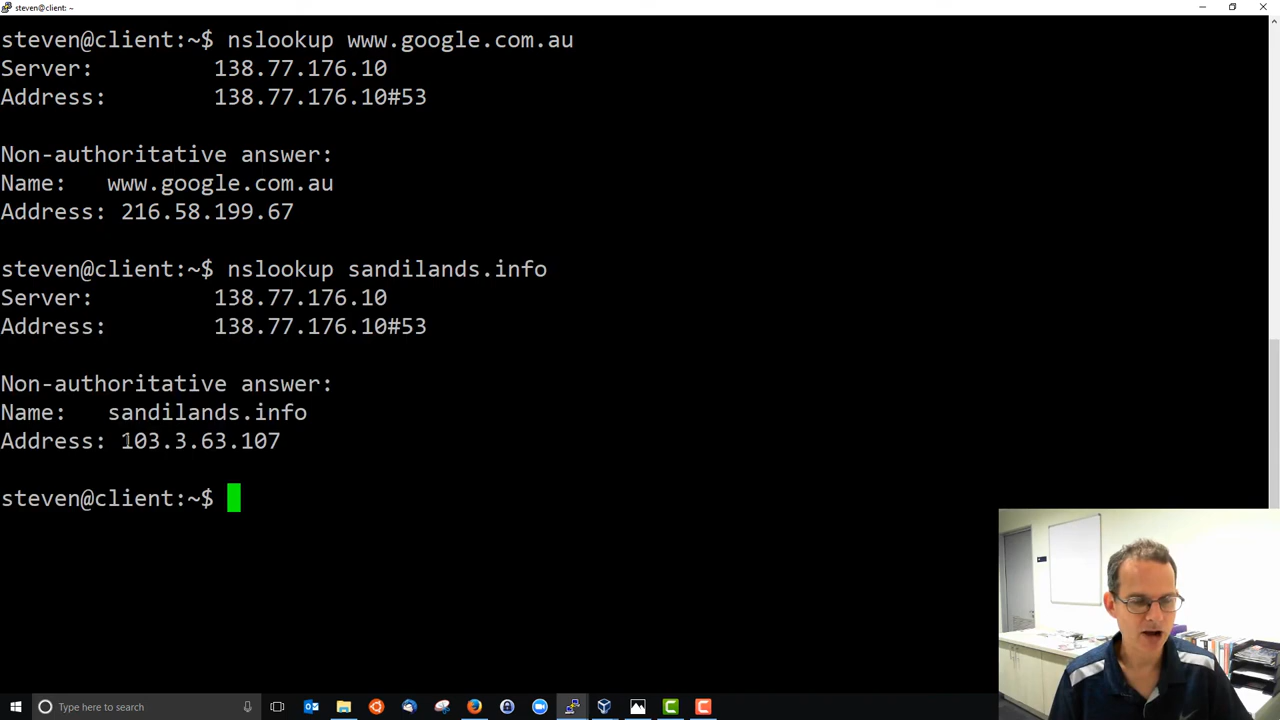 steven@client: ~
steven@client:~$ nslookup www.google.com.au
Server:         138.77.176.10
Address:        138.77.176.10#53
Non-authoritative answer:
Name:   www.google.com.au
Address: 216.58.199.67
steven@client:~$ nslookup sandilands.info
Server:         138.77.176.10
Address:        138.77.176.10#53
Non-authoritative answer:
Name:   sandilands.info
Address: 103.3.63.107
steven@client:~$
Type here to search